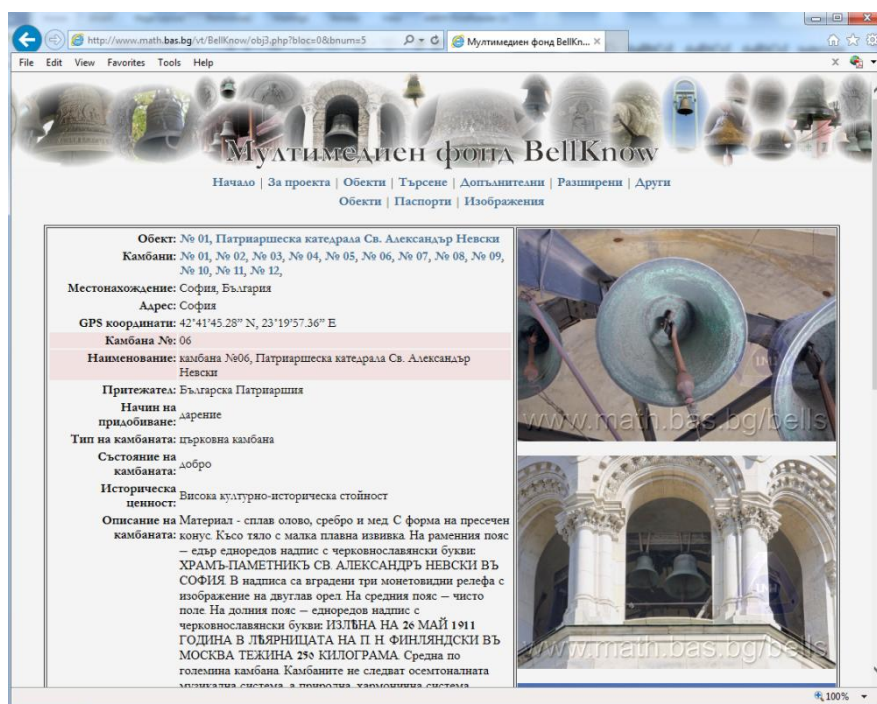 http://www.math.bas.bg/vt/BellKnow/obj3.php?bloc=0&bnum=5
Мултимедиен фонд BellKn...
File Edit View Favorites Tools Help
Мултимедиен фонд BellKnow
Начало | За проекта | Обекти | Търсене | Допълнителни | Разширени | Други
Обекти | Паспорти | Изображения
Обект: № 01, Патриаршеска катедрала Св. Александър Невски
Камбани: № 01, № 02, № 03, № 04, № 05, № 06, № 07, № 08, № 09,
№ 10, № 11, № 12,
Местонахождение: София, България
Адрес: София
GPS координати: 42°41'45.28" N, 23°19'57.36" E
Камбана №: 06
Наименование: камбана №06, Патриаршеска катедрала Св. Александър
Невски
Притежател: Българска Патриаршия
Начин на
придобиване: дарение
Тип на камбаната: църковна камбана
Състояние на
камбаната: добро
Историческа
ценност: Висока културно-историческа стойност
Описание на Материал - сплав олово, сребро и мед. С форма на пресечен
камбаната: конус. Късо тяло с малка плавна извивка. На раменния пояс
– едър едноредов надпис с черковнославянски букви:
ХРАМЪ-ПАМЕТНИКЪ СВ. АЛЕКСАНДРЪ НЕВСКИ ВЪ
СОФИЯ. В надписа са вградени три монетовидни релефа с
изображение на двуглав орел. На средния пояс – чисто
поле. На долния пояс – едноредов надпис с
черковнославянски букви: ИЗЛѢНА НА 26 МАЙ 1911
ГОДИНА В ЛѢЯРНИЦАТА НА П. Н. ФИНЛЯНДСКИ ВЪ
МОСКВА ТЕЖИНА 256 КИЛОГРАМА. Средна по
големина камбана. Камбаните не следват осемтоналната
музикална система, а природна, хармонична система
www.math.bas.bg/bells
www.math.bas.bg/bells
100%